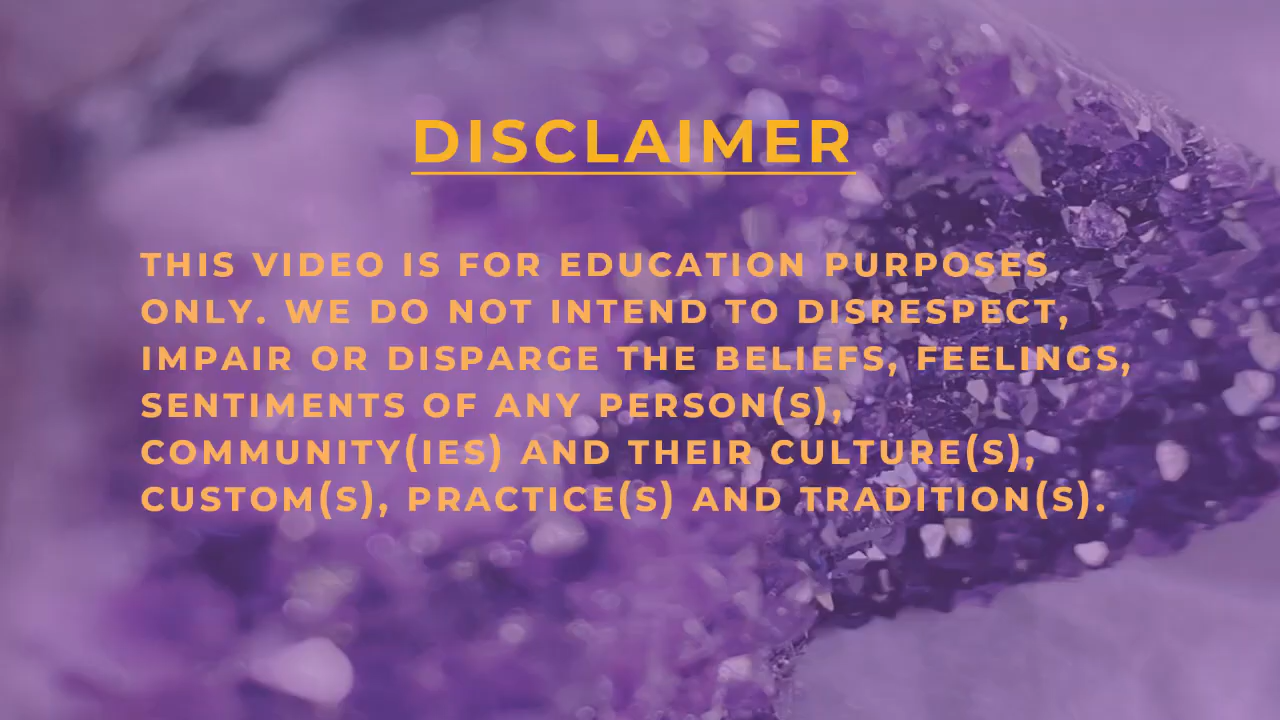 DISCLAIMER
THIS VIDEO IS FOR EDUCATION PURPOSES
ONLY. WE DO NOT INTEND TO DISRESPECT,
IMPAIR OR DISPARGE THE BELIEFS, FEELINGS,
SENTIMENTS OF ANY PERSON(S),
COMMUNITY(IES) AND THEIR CULTURE(S),
CUSTOM(S), PRACTICE(S) AND TRADITION(S).